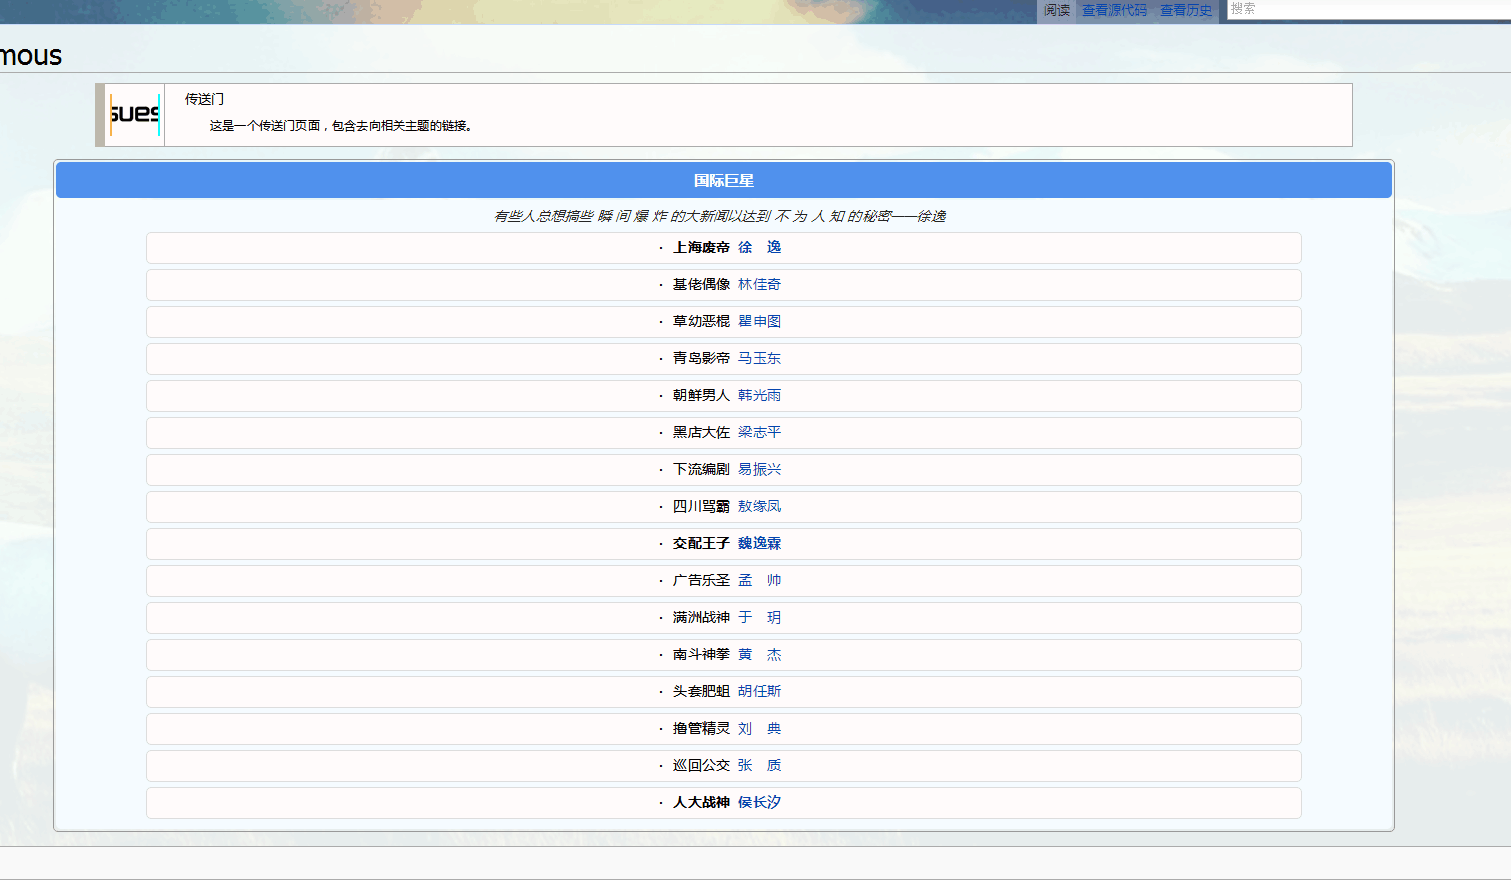 阅读 查看源代码 查看历史 搜索
mous
sues
传送门
这是一个传送门页面，包含去向相关主题的链接。
国际巨星
有些人总想搞些 瞬 间 爆 炸 的大新闻以达到 不 为 人 知 的秘密——徐逸
· 上海废帝 徐　逸
· 基佬偶像 林佳奇
· 草幼恶棍 瞿申图
· 青岛影帝 马玉东
· 朝鲜男人 韩光雨
· 黑店大佐 梁志平
· 下流编剧 易振兴
· 四川骂霸 敖缘凤
· 交配王子 魏逸霖
· 广告乐圣 孟　帅
· 满洲战神 于　玥
· 南斗神拳 黄　杰
· 头套肥蛆 胡任斯
· 撸管精灵 刘　典
· 巡回公交 张　质
· 人大战神 侯长汐